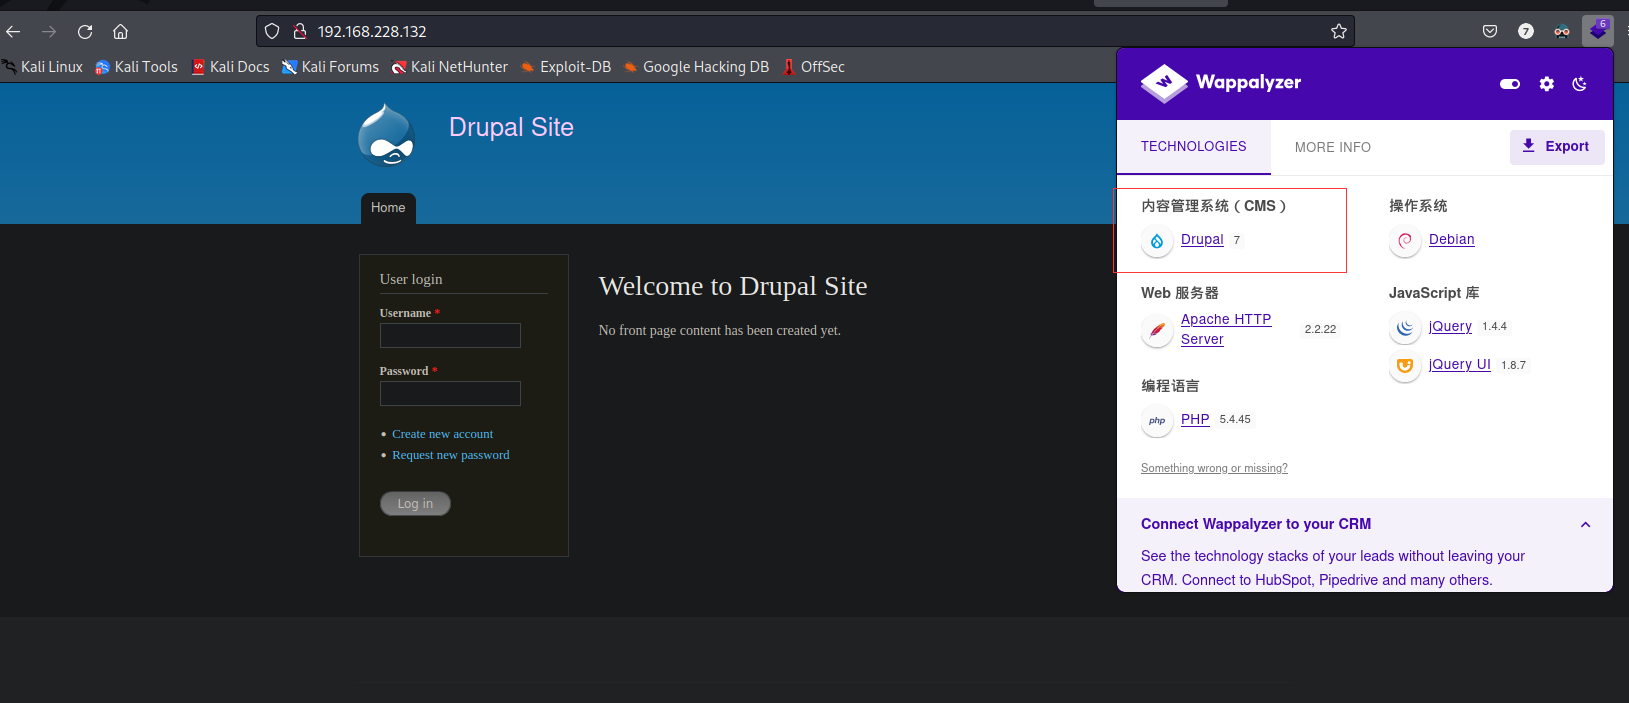 192.168.228.132
7
6
Kali Linux
Kali Tools
Kali Docs
Kali Forums
Kali NetHunter
Exploit-DB
Google Hacking DB
OffSec
Drupal Site
Home
User login
Username *
Password *
Create new account
Request new password
Log in
Welcome to Drupal Site
No front page content has been created yet.
W
Wappalyzer
TECHNOLOGIES
MORE INFO
Export
内容管理系统（CMS）
Drupal 7
Web 服务器
Apache HTTP
Server
2.2.22
编程语言
php
PHP 5.4.45
操作系统
Debian
JavaScript 库
jQuery 1.4.4
jQuery UI 1.8.7
Something wrong or missing?
Connect Wappalyzer to your CRM
See the technology stacks of your leads without leaving your
CRM. Connect to HubSpot, Pipedrive and many others.